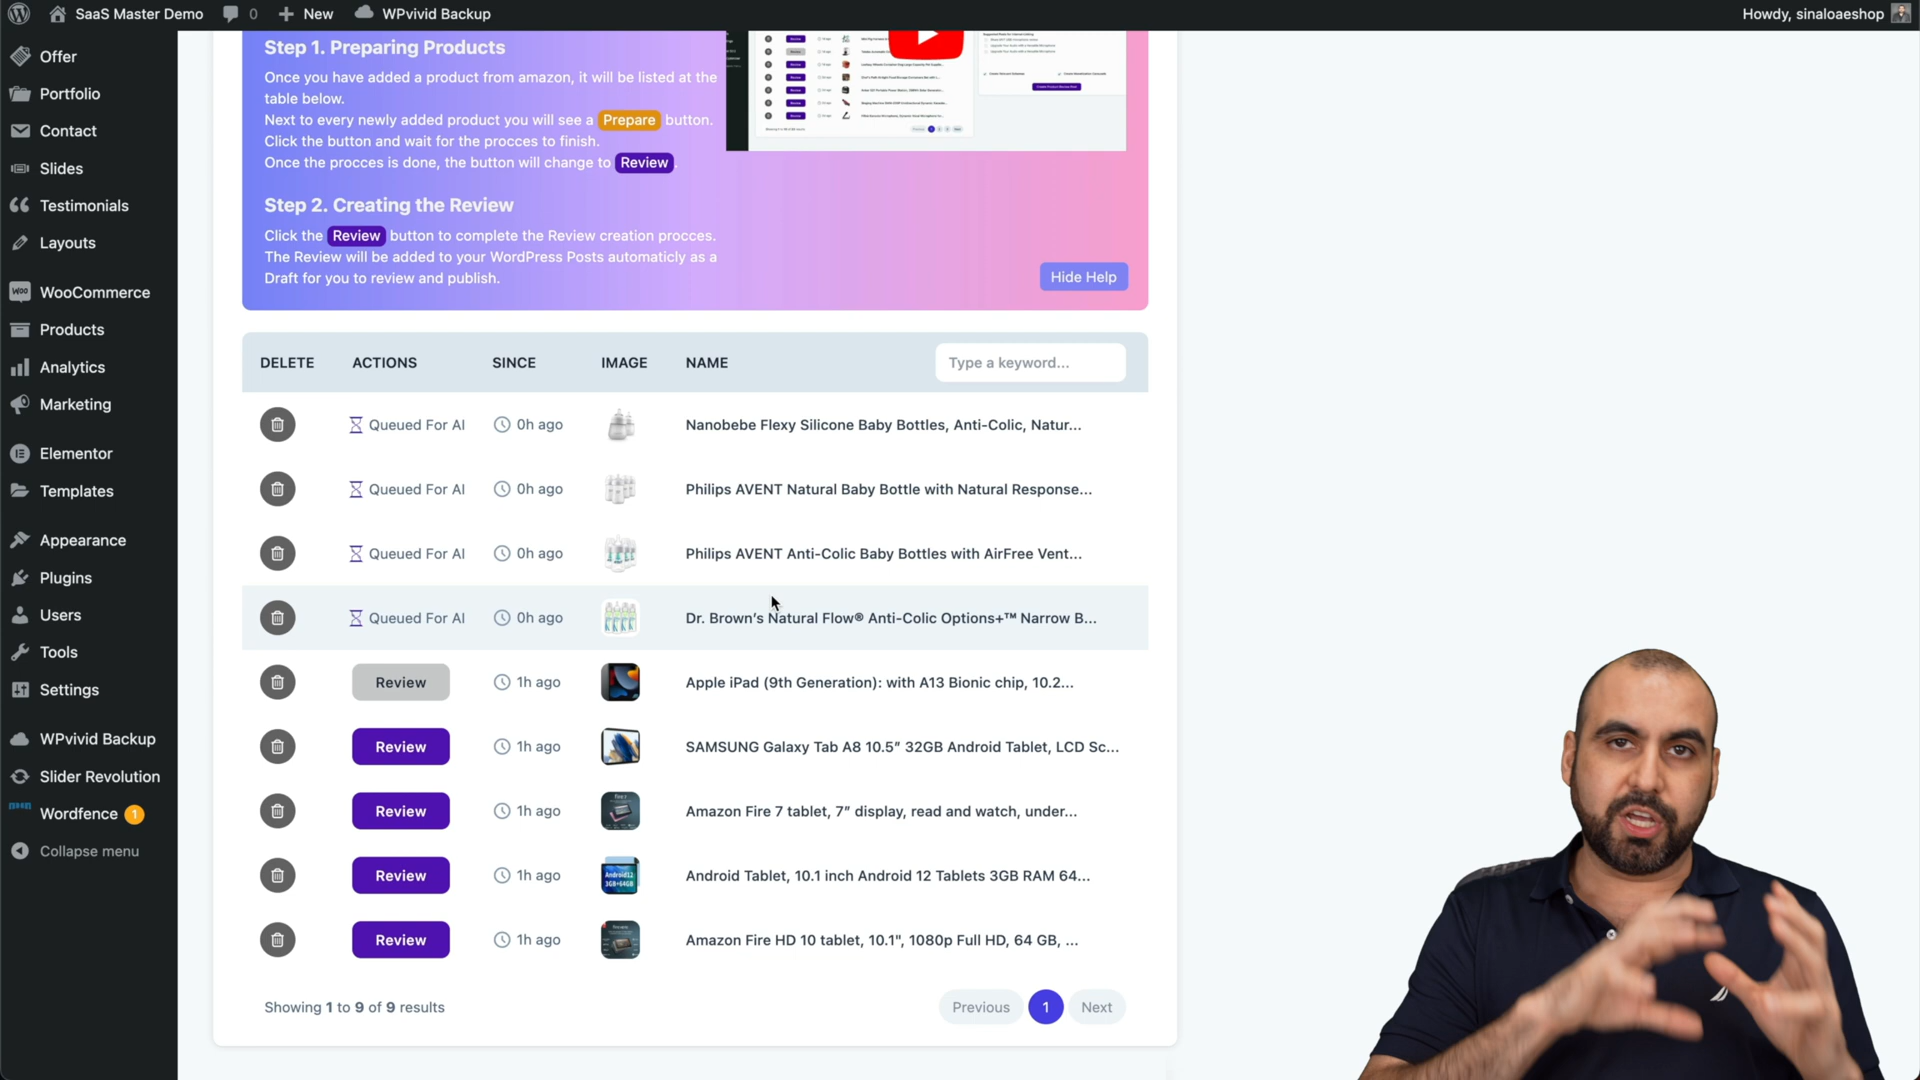 SaaS Master Demo 0 New WPvivid Backup Howdy, sinaloaeshop
Offer
Portfolio
Contact
Slides
Testimonials
Layouts
WooCommerce
Products
Analytics
Marketing
Elementor
Templates
Appearance
Plugins
Users
Tools
Settings
WPvivid Backup
Slider Revolution
Wordfence 1
Collapse menu
Step 1. Preparing Products
Once you have added a product from amazon, it will be listed at the
table below.
Next to every newly added product you will see a Prepare button.
Click the button and wait for the procces to finish.
Once the procces is done, the button will change to Review .
Step 2. Creating the Review
Click the Review button to complete the Review creation procces.
The Review will be added to your WordPress Posts automaticly as a
Draft for you to review and publish.
Hide Help
DELETE ACTIONS SINCE IMAGE NAME Type a keyword...
Queued For AI 0h ago Nanobebe Flexy Silicone Baby Bottles, Anti-Colic, Natur...
Queued For AI 0h ago Philips AVENT Natural Baby Bottle with Natural Response...
Queued For AI 0h ago Philips AVENT Anti-Colic Baby Bottles with AirFree Vent...
Queued For AI 0h ago Dr. Brown's Natural Flow® Anti-Colic Options+™ Narrow B...
Review 1h ago Apple iPad (9th Generation): with A13 Bionic chip, 10.2...
Review 1h ago SAMSUNG Galaxy Tab A8 10.5" 32GB Android Tablet, LCD Sc...
Review 1h ago Amazon Fire 7 tablet, 7" display, read and watch, under...
Review 1h ago Android Tablet, 10.1 inch Android 12 Tablets 3GB RAM 64...
Review 1h ago Amazon Fire HD 10 tablet, 10.1", 1080p Full HD, 64 GB, ...
Showing 1 to 9 of 9 results
Previous 1 Next